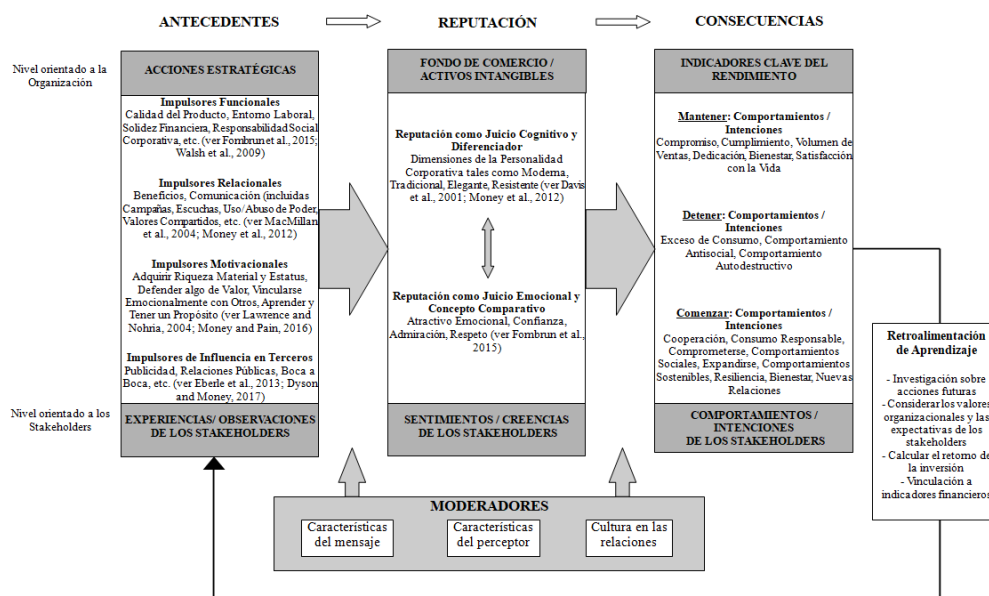 ANTECEDENTES
REPUTACIÓN
CONSECUENCIAS
Nivel orientado a la
Organización
ACCIONES ESTRATÉGICAS
Impulsores Funcionales
Calidad del Producto, Entorno Laboral,
Solidez Financiera, Responsabilidad Social
Corporativa, etc. (ver Fombrun et al., 2015;
Walsh et al., 2009)
Impulsores Relacionales
Beneficios, Comunicación (incluidas
Campañas, Escuchas, Uso/Abuso de Poder,
Valores Compartidos, etc. (ver MacMillan
et al., 2004; Money et al., 2012)
Impulsores Motivacionales
Adquirir Riqueza Material y Estatus,
Defender algo de Valor, Vincularse
Emocionalmente con Otros, Aprender y
Tener un Propósito (ver Lawrence and
Nohria, 2004; Money and Pain, 2016)
Impulsores de Influencia en Terceros
Publicidad, Relaciones Públicas, Boca a
Boca, etc. (ver Eberle et al., 2013; Dyson
and Money, 2017)
Nivel orientado a los
Stakeholders
EXPERIENCIAS/ OBSERVACIONES
DE LOS STAKEHOLDERS
FONDO DE COMERCIO /
ACTIVOS INTANGIBLES
Reputación como Juicio Cognitivo y
Diferenciador
Dimensiones de la Personalidad
Corporativa tales como Moderna,
Tradicional, Elegante, Resistente (ver Davis
et al., 2001; Money et al., 2012)
Reputación como Juicio Emocional y
Concepto Comparativo
Atractivo Emocional, Confianza,
Admiración, Respeto (ver Fombrun et al.,
2015)
SENTIMIENTOS / CREENCIAS
DE LOS STAKEHOLDERS
INDICADORES CLAVE DEL
RENDIMIENTO
Mantener: Comportamientos /
Intenciones
Compromiso, Cumplimiento, Volumen de
Ventas, Dedicación, Bienestar, Satisfacción
con la Vida
Detener: Comportamientos /
Intenciones
Exceso de Consumo, Comportamiento
Antisocial, Comportamiento
Autodestructivo
Comenzar: Comportamientos /
Intenciones
Cooperación, Consumo Responsable,
Comprometerse, Comportamientos
Sociales, Expandirse, Comportamientos
Sostenibles, Resiliencia, Bienestar, Nuevas
Relaciones
COMPORTAMIENTOS /
INTENCIONES
DE LOS STAKEHOLDERS
Retroalimentación
de Aprendizaje
- Investigación sobre
acciones futuras
- Considerar los valores
organizacionales y las
expectativas de los
stakeholders
- Calcular el retorno de
la inversión
- Vinculación a
indicadores financieros
MODERADORES
Características
del mensaje
Características
del perceptor
Cultura en las
relaciones